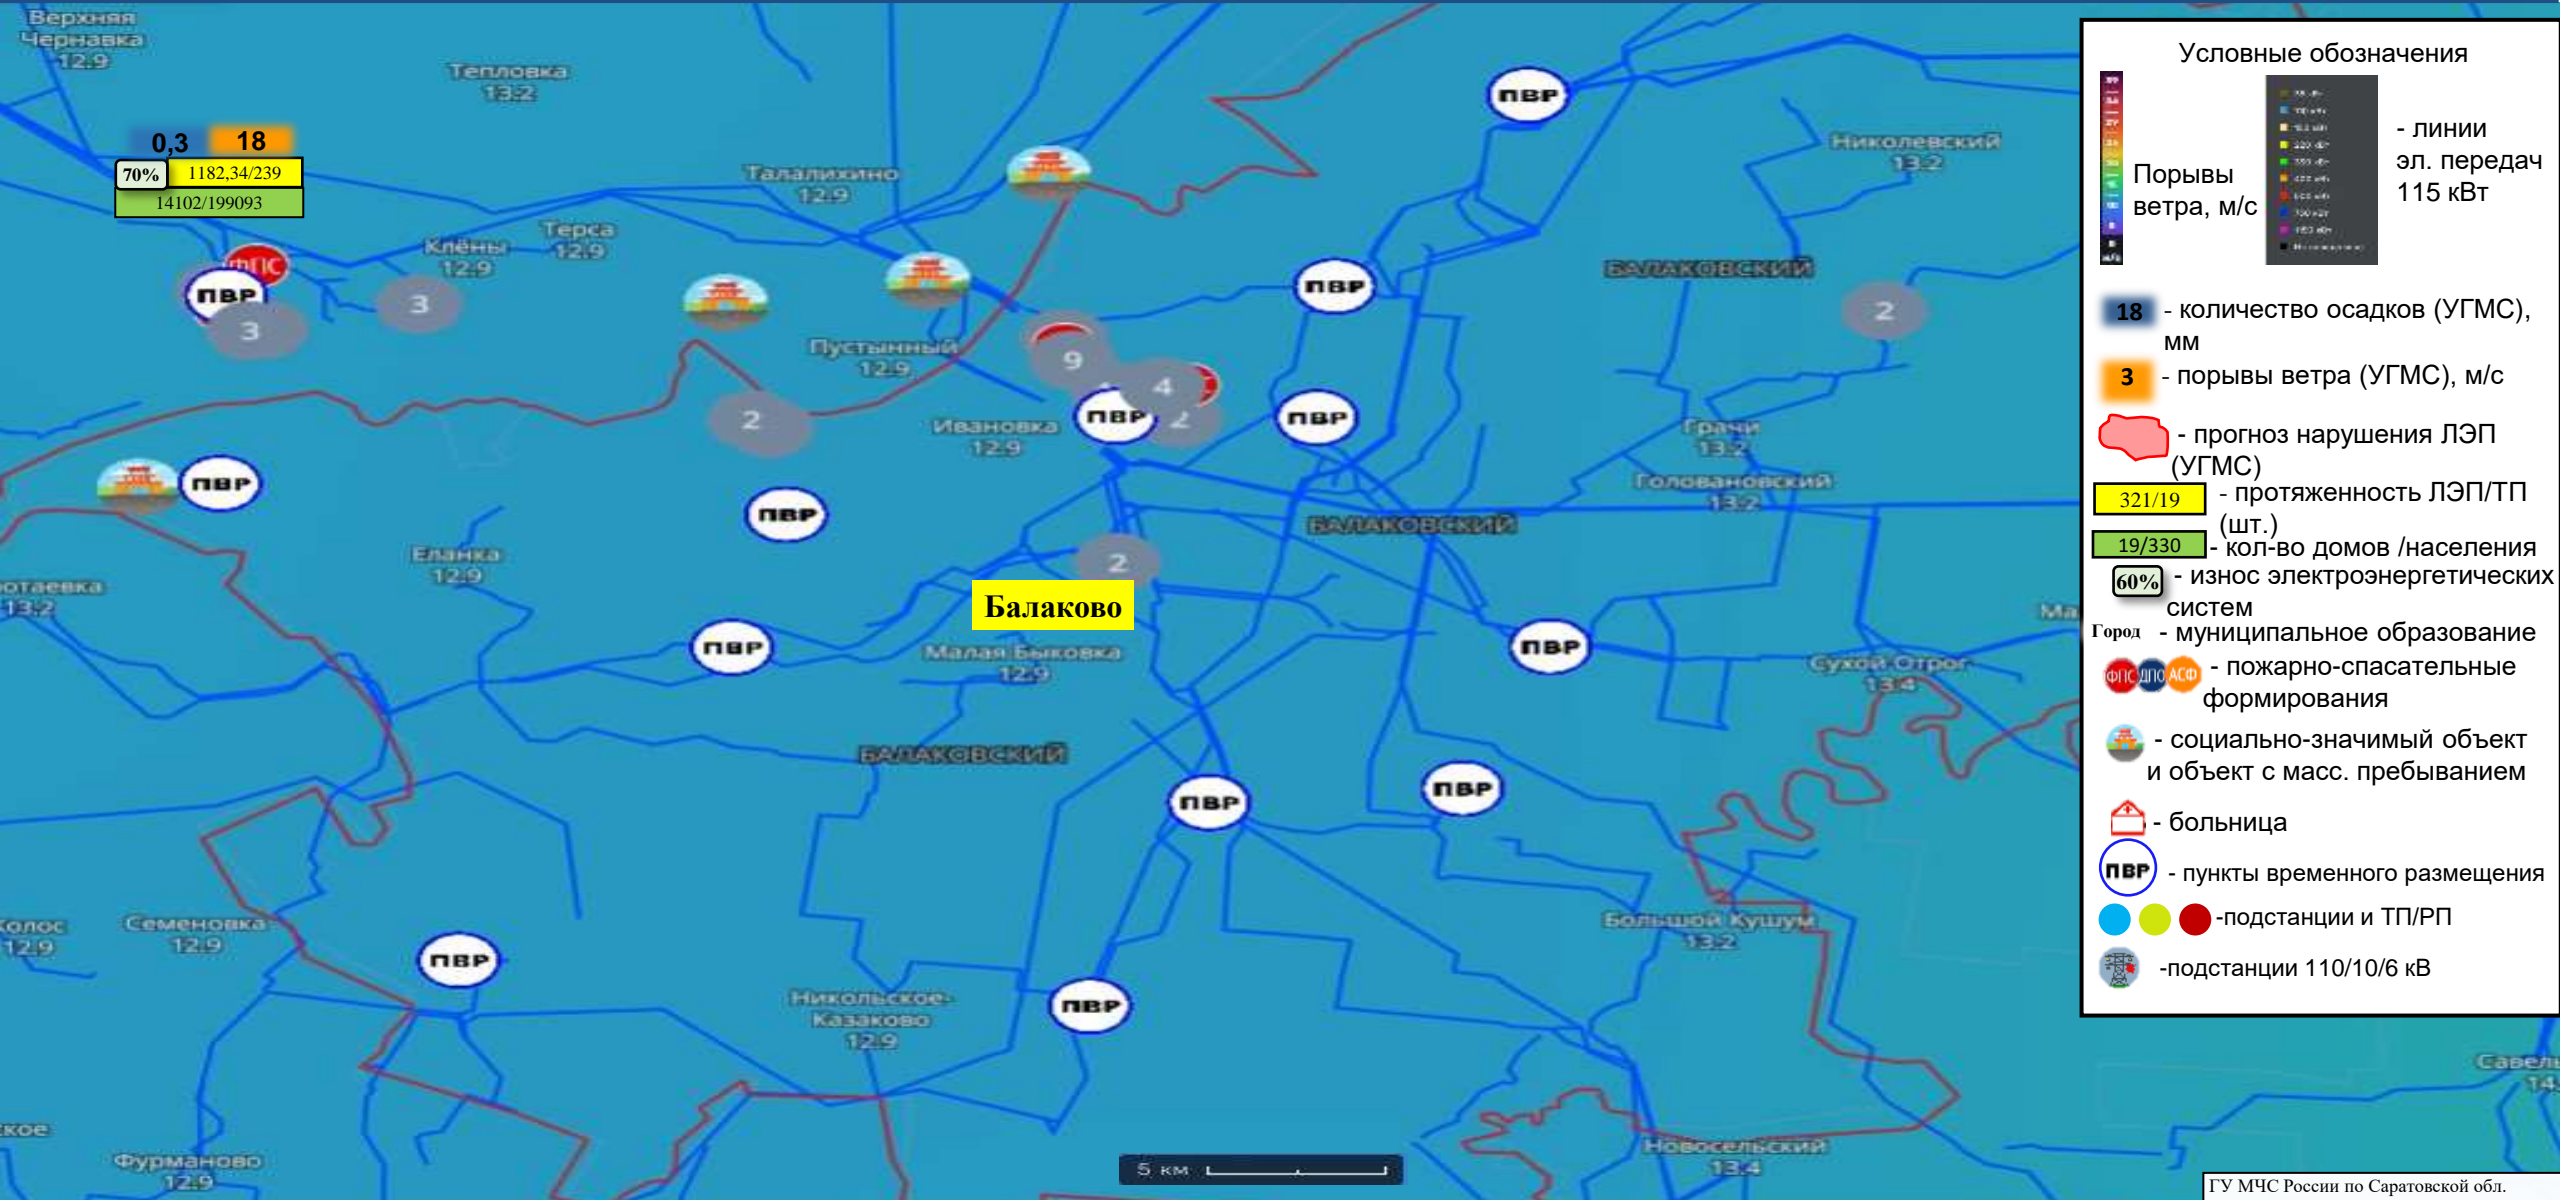 Верхняя
Чернавка
12.9
Тепловка
13.2
0,3 18
70% 1182,34/239
14102/199093
Талалихино
12.9
Терса
12.9
Клёны
12.9
ФПС
ПВР
3
3
Пустынный
12.9
2
9
4
2
ПВР
ПВР
ПВР
ПВР
Николевский
13.2
БАЛАКОВСКИЙ
2
Ивановка
12.9
Грачи
13.2
Головановский
13.2
БАЛАКОВСКИЙ
ПВР
ПВР
Еланка
12.9
2
Балаково
отаевка
13.2
ПВР
Малая Быковка
12.9
ПВР
Сухой Отрог
13.4
Ма
БАЛАКОВСКИЙ
ПВР
ПВР
Колос
12.9
Семеновка
12.9
ПВР
Никольское-
Казаково
12.9
ПВР
Большой Кушум
13.2
Савель
14.
ское
Фурманово
12.9
5 км
Новосельский
13.4
Условные обозначения
Порывы
ветра, м/с
- линии
эл. передач
115 кВт
18 - количество осадков (УГМС),
мм
3 - порывы ветра (УГМС), м/с
- прогноз нарушения ЛЭП
(УГМС)
321/19 - протяженность ЛЭП/ТП
(шт.)
19/330 - кол-во домов /населения
60% - износ электроэнергетических
систем
Город - муниципальное образование
ФПС ДПО АСФ - пожарно-спасательные
формирования
- социально-значимый объект
и объект с масс. пребыванием
- больница
ПВР - пункты временного размещения
-подстанции и ТП/РП
-подстанции 110/10/6 кВ
ГУ МЧС России по Саратовской обл.